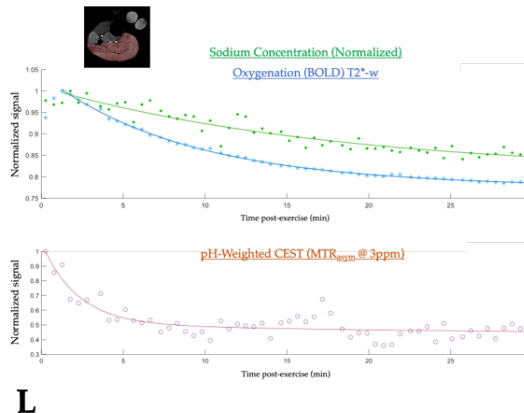 Sodium Concentration (Normalized)
Oxygenation (BOLD) T2*-w
Normalized signal
1.05
1
0.95
0.9
0.85
0.8
0.75
0 5 10 15 20 25
Time post-exercise (min)
pH-Weighted CEST (MTRasym @ 3ppm)
Normalized signal
1
0.9
0.8
0.7
0.6
0.5
0.4
0.3
0 5 10 15 20 25
Time post-exercise (min)
L